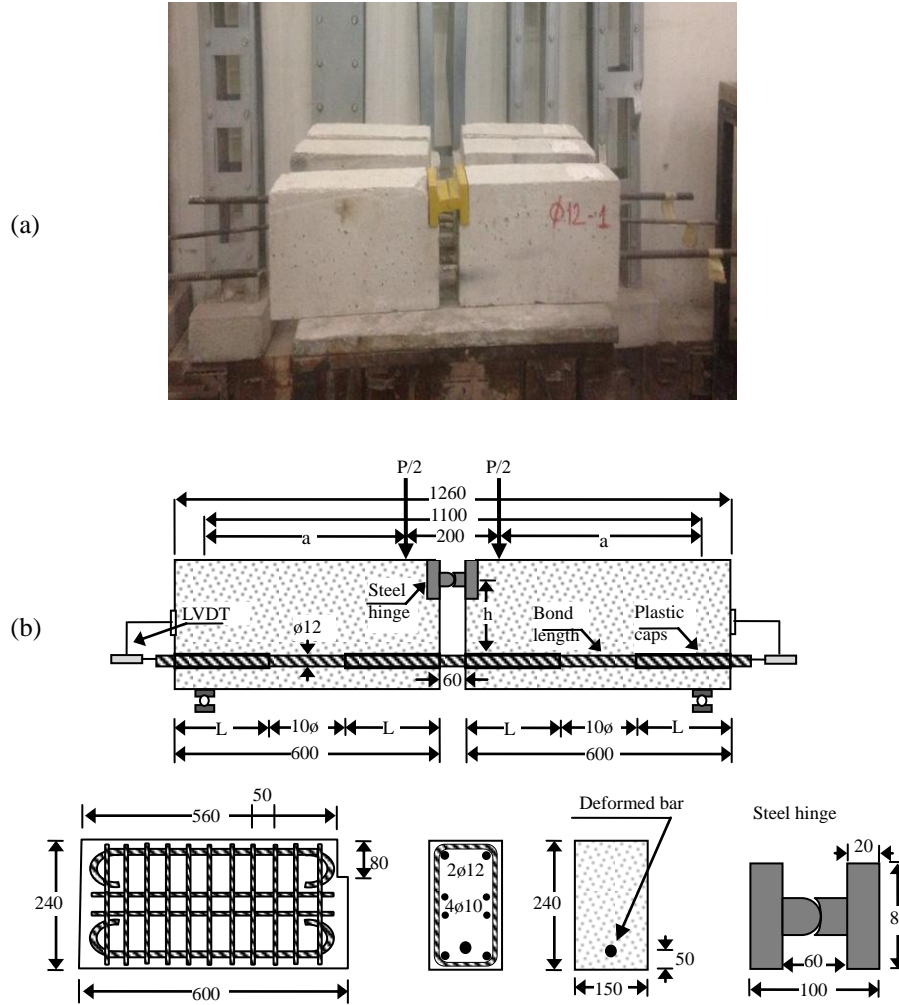 (a)
Ø12-1
(b)
P/2 P/2
1260
1100
a 200 a
Steel
hinge
LVDT
ø12
h
Bond
length
Plastic
caps
60
L 10ø L L 10ø L
600 600
50
560
80
240
600
2ø12
4ø10
Deformed bar
240
50
150
Steel hinge
20
8
60
100